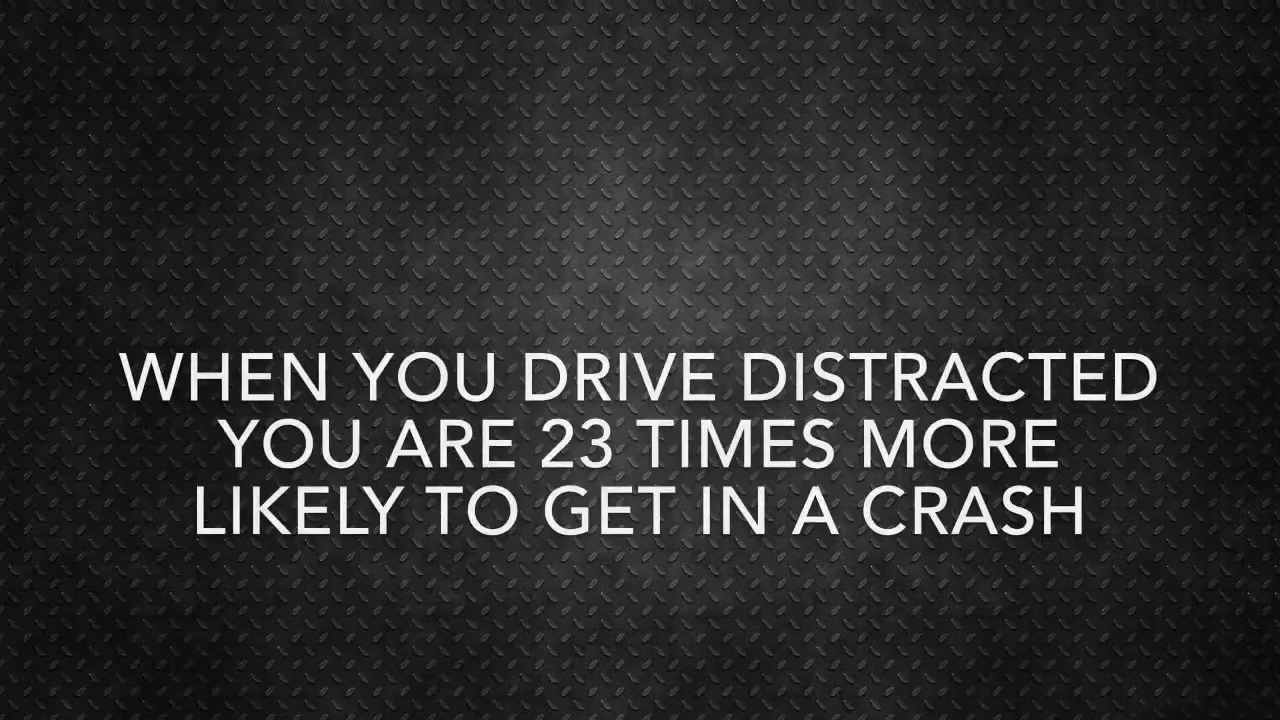 WHEN YOU DRIVE DISTRACTED
YOU ARE 23 TIMES MORE
LIKELY TO GET IN A CRASH